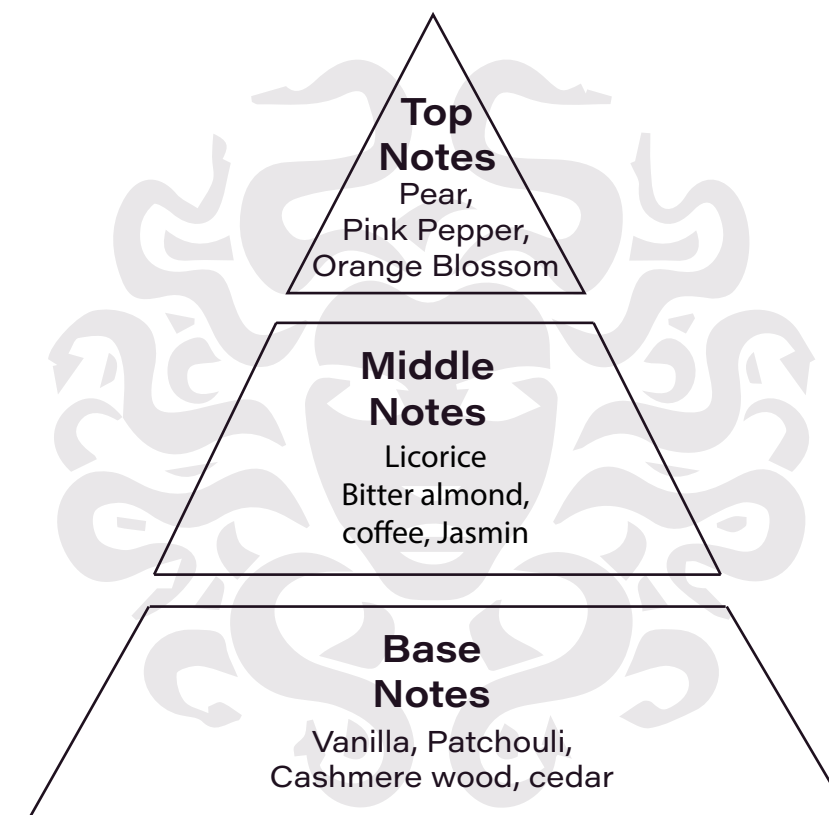 Top
Notes
Pear,
Pink Pepper,
Orange Blossom
Middle
Notes
Licorice
Bitter almond,
coffee, Jasmin
Base
Notes
Vanilla, Patchouli,
Cashmere wood, cedar